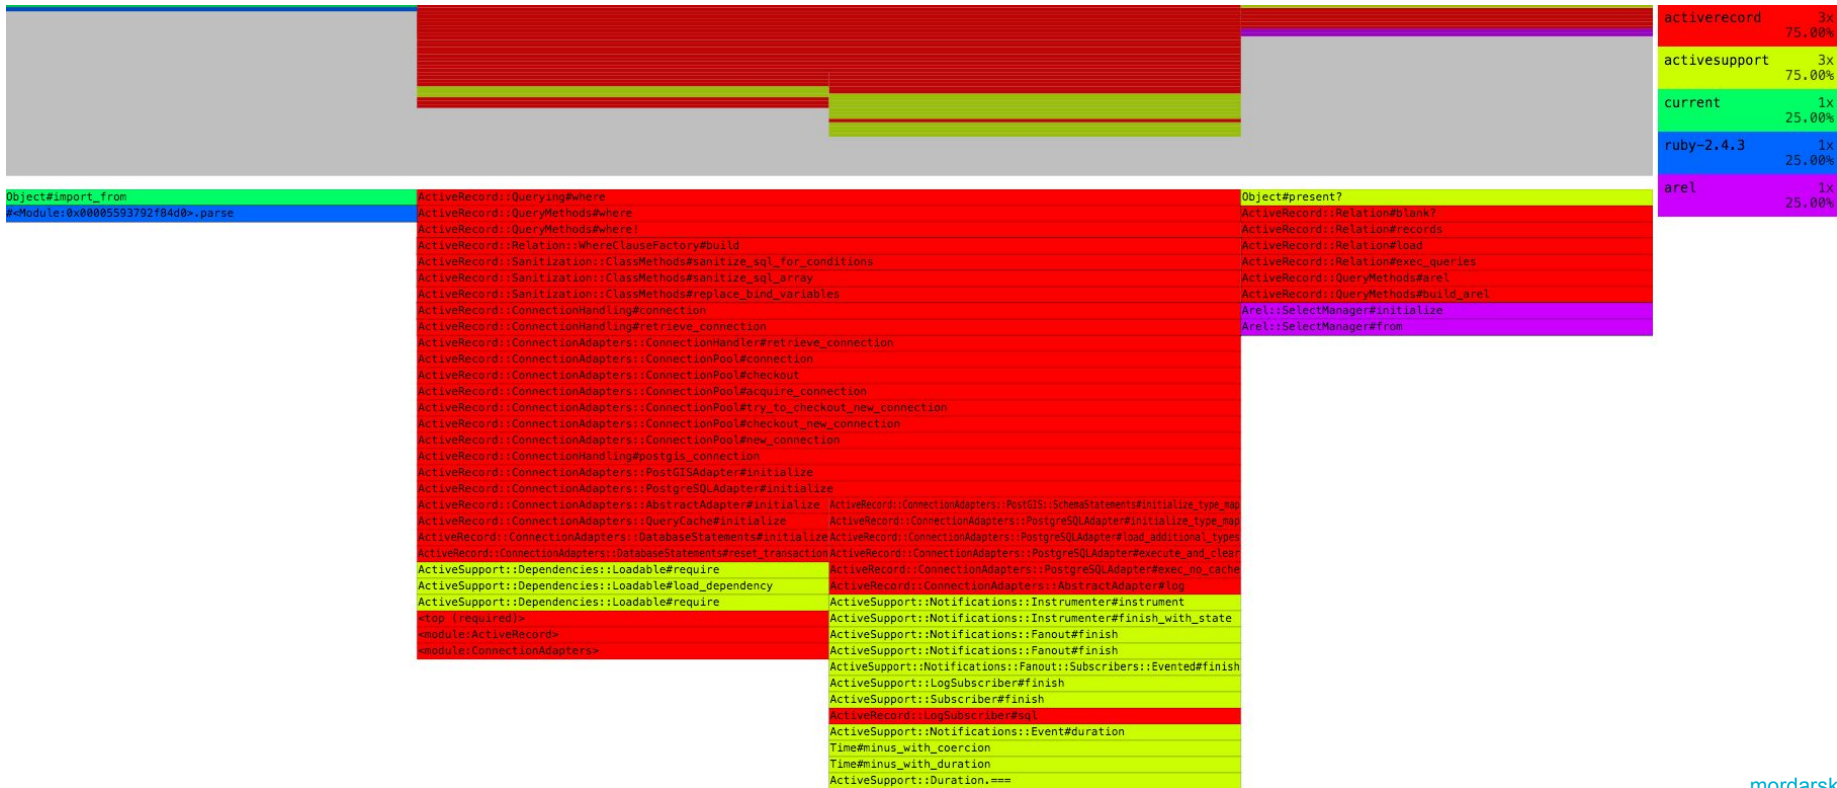 activerecord 3x
75.00%
activesupport 3x
75.00%
current 1x
25.00%
ruby-2.4.3 1x
25.00%
arel 1x
25.00%
Object#import_from
#<Module:0x00005593792f84d0>.parse
ActiveRecord::Querying#where
ActiveRecord::QueryMethods#where
ActiveRecord::QueryMethods#where!
ActiveRecord::Relation::WhereClauseFactory#build
ActiveRecord::Sanitization::ClassMethods#sanitize_sql_for_conditions
ActiveRecord::Sanitization::ClassMethods#sanitize_sql_array
ActiveRecord::Sanitization::ClassMethods#replace_bind_variables
ActiveRecord::ConnectionHandling#connection
ActiveRecord::ConnectionHandling#retrieve_connection
ActiveRecord::ConnectionAdapters::ConnectionHandler#retrieve_connection
ActiveRecord::ConnectionAdapters::ConnectionPool#connection
ActiveRecord::ConnectionAdapters::ConnectionPool#checkout
ActiveRecord::ConnectionAdapters::ConnectionPool#acquire_connection
ActiveRecord::ConnectionAdapters::ConnectionPool#try_to_checkout_new_connection
ActiveRecord::ConnectionAdapters::ConnectionPool#checkout_new_connection
ActiveRecord::ConnectionAdapters::ConnectionPool#new_connection
ActiveRecord::ConnectionHandling#postgis_connection
ActiveRecord::ConnectionAdapters::PostGISAdapter#initialize
ActiveRecord::ConnectionAdapters::PostgreSQLAdapter#initialize
ActiveRecord::ConnectionAdapters::AbstractAdapter#initialize
ActiveRecord::ConnectionAdapters::QueryCache#initialize
ActiveRecord::ConnectionAdapters::DatabaseStatements#initialize
ActiveRecord::ConnectionAdapters::DatabaseStatements#reset_transaction
ActiveSupport::Dependencies::Loadable#require
ActiveSupport::Dependencies::Loadable#load_dependency
ActiveSupport::Dependencies::Loadable#require
<top (required)>
<module:ActiveRecord>
<module:ConnectionAdapters>
ActiveRecord::ConnectionAdapters::PostGIS::SchemaStatements#initialize_type_map
ActiveRecord::ConnectionAdapters::PostgreSQLAdapter#initialize_type_map
ActiveRecord::ConnectionAdapters::PostgreSQLAdapter#load_additional_types
ActiveRecord::ConnectionAdapters::PostgreSQLAdapter#execute_and_clear
ActiveRecord::ConnectionAdapters::PostgreSQLAdapter#exec_no_cache
ActiveRecord::ConnectionAdapters::AbstractAdapter#log
ActiveSupport::Notifications::Instrumenter#instrument
ActiveSupport::Notifications::Instrumenter#finish_with_state
ActiveSupport::Notifications::Fanout#finish
ActiveSupport::Notifications::Fanout#finish
ActiveSupport::Notifications::Fanout::Subscribers::Evented#finish
ActiveSupport::LogSubscriber#finish
ActiveSupport::Subscriber#finish
ActiveRecord::LogSubscriber#sql
ActiveSupport::Notifications::Event#duration
Time#minus_with_coercion
Time#minus_with_duration
ActiveSupport::Duration.===
Object#present?
ActiveRecord::Relation#blank?
ActiveRecord::Relation#records
ActiveRecord::Relation#load
ActiveRecord::Relation#exec_queries
ActiveRecord::QueryMethods#arel
ActiveRecord::QueryMethods#build_arel
Arel::SelectManager#initialize
Arel::SelectManager#from
mordarsk